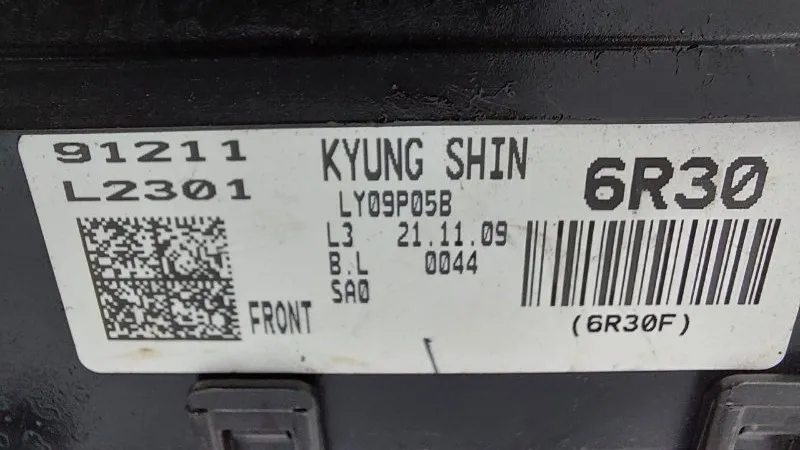 91211
L2301
KYUNG SHIN
LY09P05B
L3 21.11.09
B.L 0044
SA0
FRONT
6R30
(6R30F)